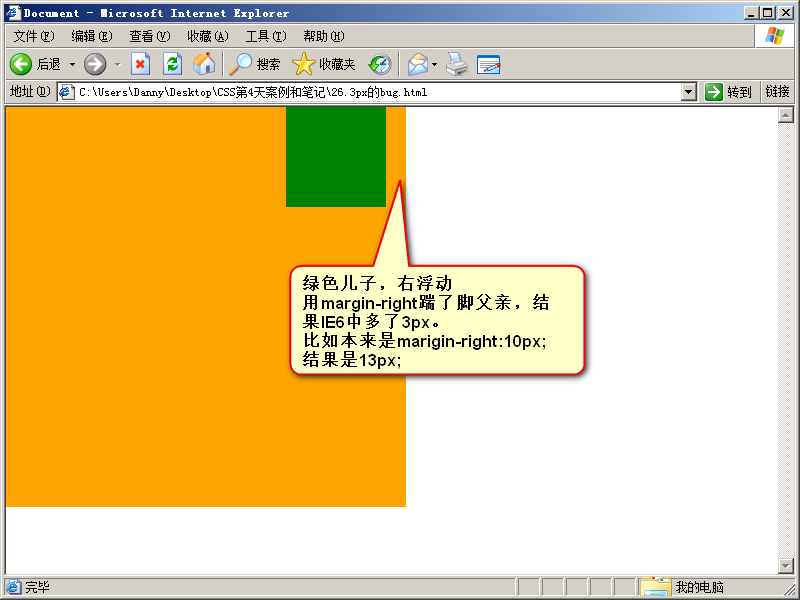 Document - Microsoft Internet Explorer
文件(F) 编辑(E) 查看(V) 收藏(A) 工具(T) 帮助(H)
后退 搜索 收藏夹
地址(D) C:\Users\Danny\Desktop\CSS第4天案例和笔记\26.3px的bug.html 转到 链接
绿色儿子，右浮动
用margin-right踹了脚父亲，结
果IE6中多了3px。
比如本来是marigin-right:10px;
结果是13px;
完毕 我的电脑